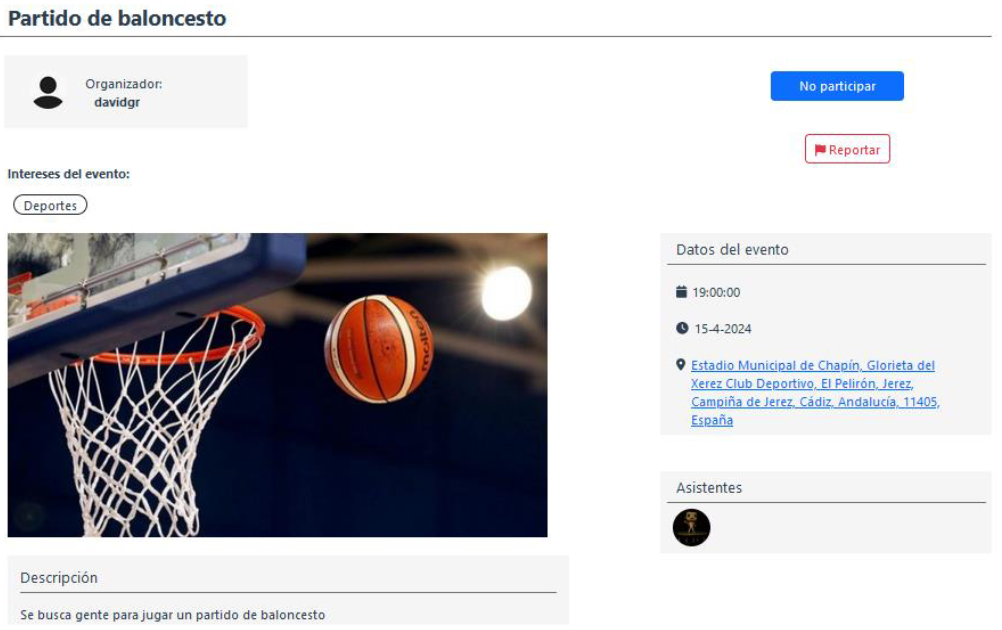 Partido de baloncesto
Organizador:
davidgr
No participar
Reportar
Intereses del evento:
Deportes
molten
Datos del evento
19:00:00
15-4-2024
Estadio Municipal de Chapín, Glorieta del
Xerez Club Deportivo, El Pelirón, Jerez,
Campiña de Jerez, Cádiz, Andalucía, 11405,
España
Asistentes
Descripción
Se busca gente para jugar un partido de baloncesto